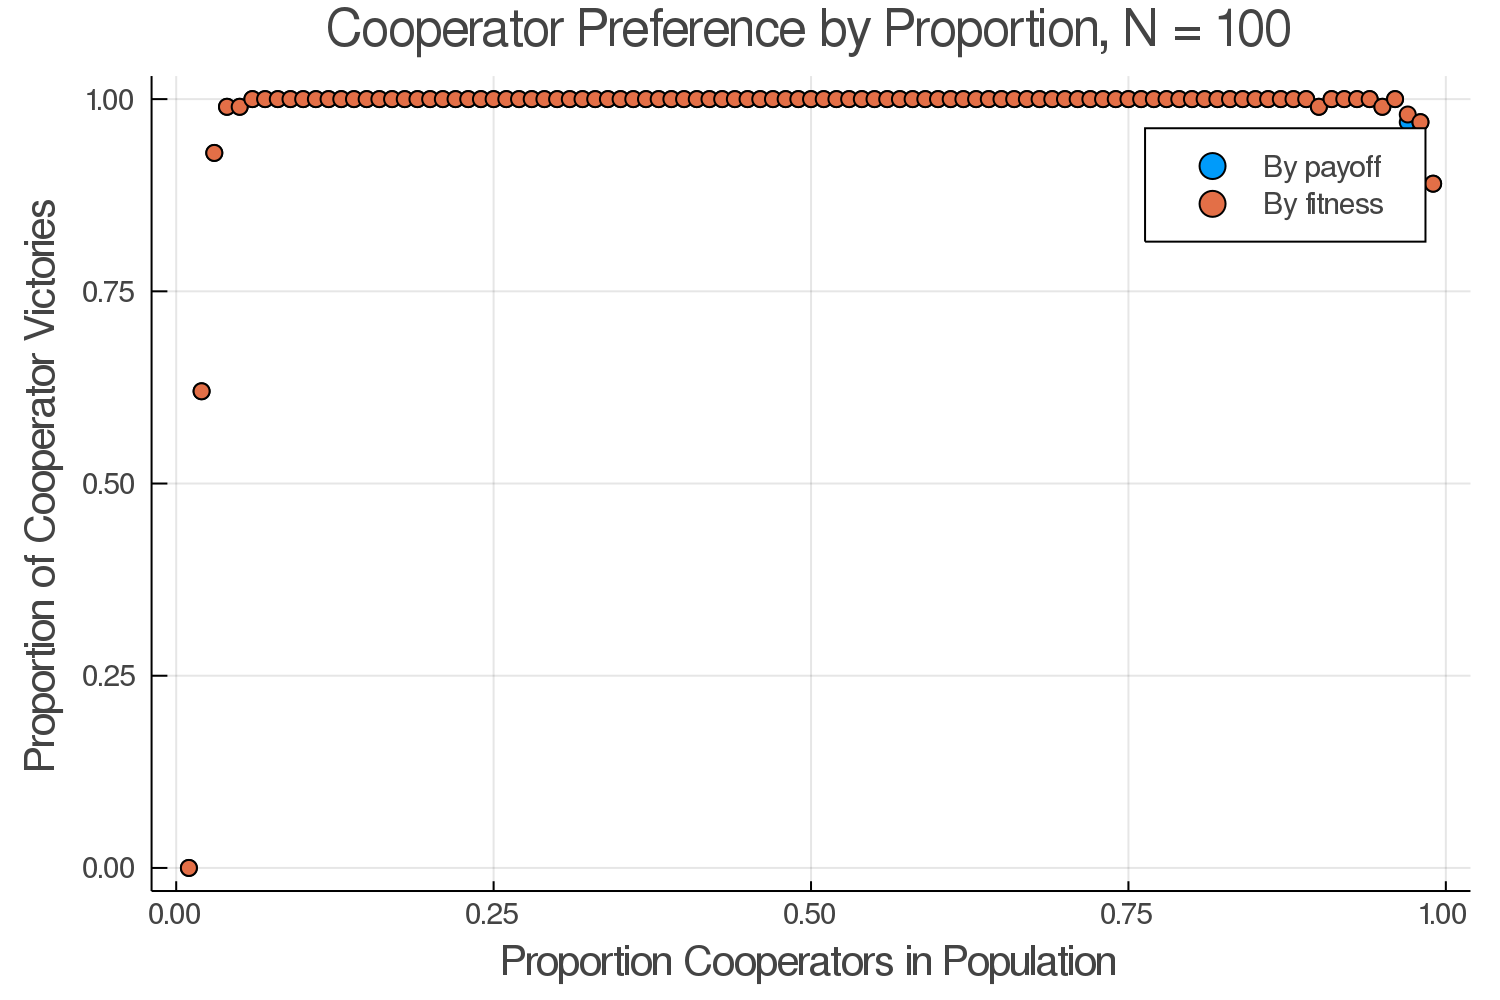 Cooperator Preference by Proportion, N = 100
1.00
0.75
0.50
0.25
0.00
Proportion of Cooperator Victories
By payoff
By fitness
0.00 0.25 0.50 0.75 1.00
Proportion Cooperators in Population